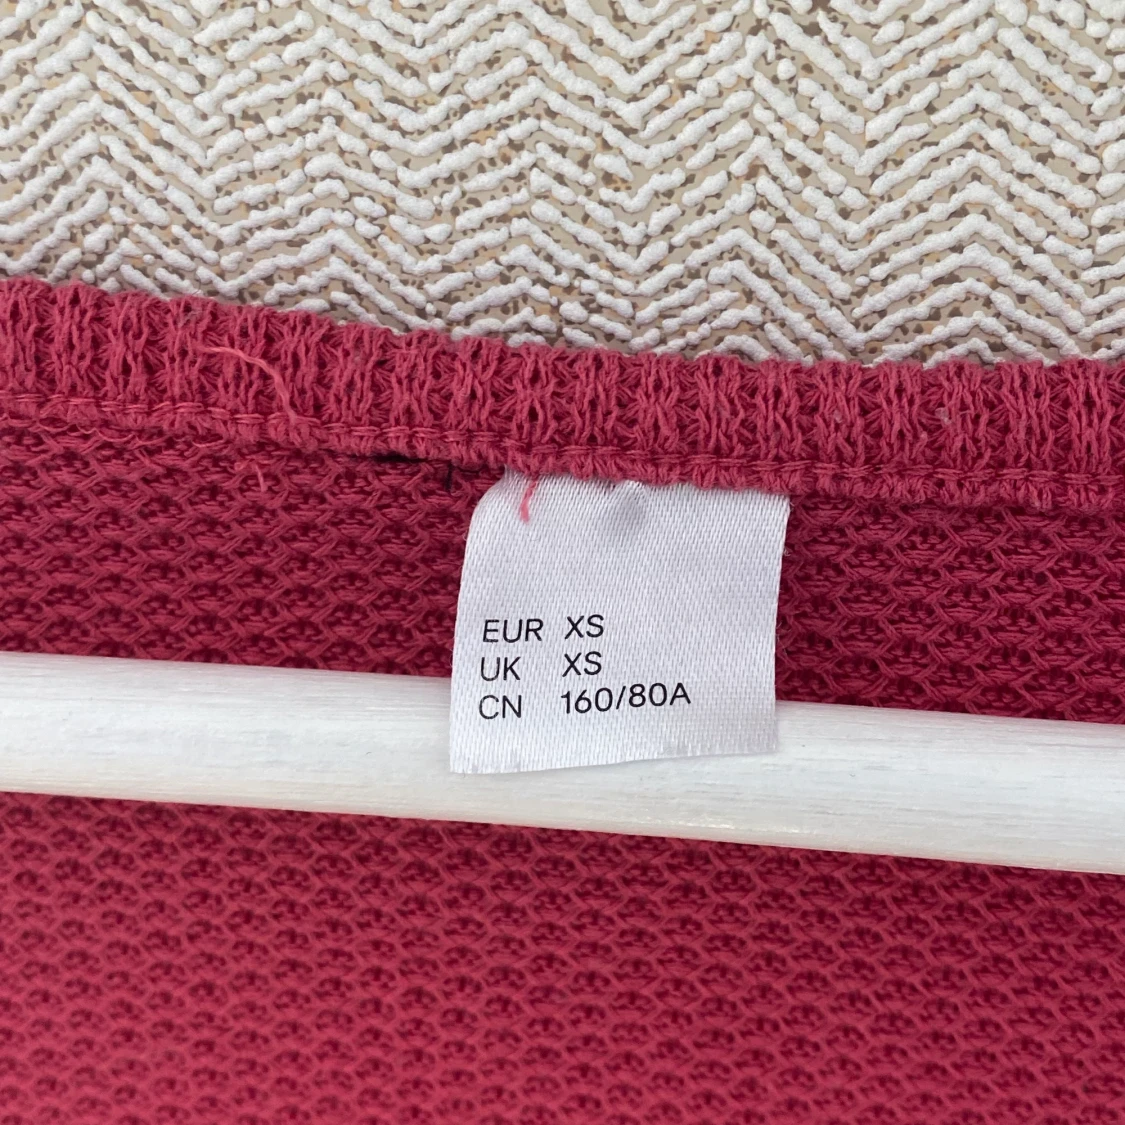 EUR XS
UK XS
CN 160/80A